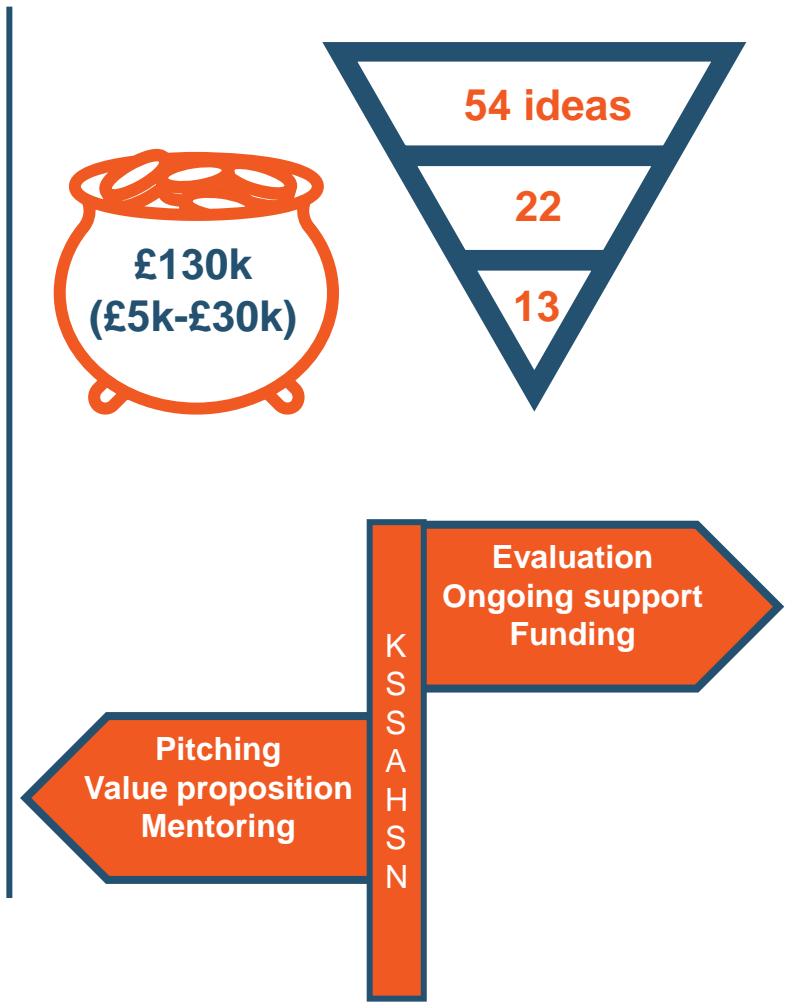 54 ideas
22
13
£130k
(£5k-£30k)
Evaluation
Ongoing support
Funding
K
S
S
A
H
S
N
Pitching
Value proposition
Mentoring